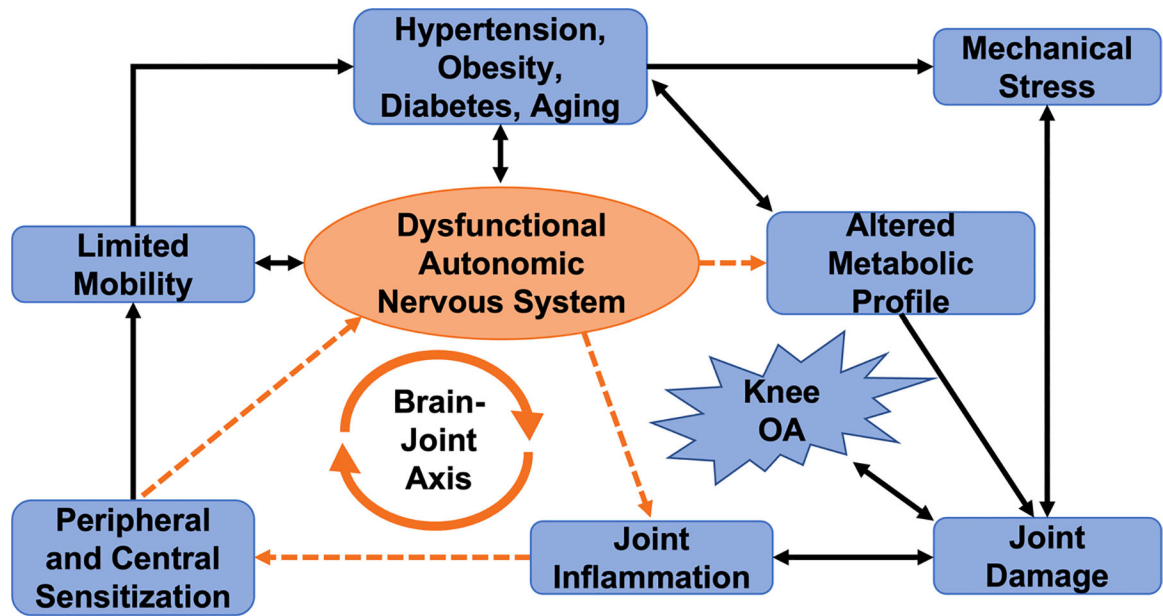 Hypertension,
Obesity,
Diabetes, Aging
Mechanical
Stress
Limited
Mobility
Dysfunctional
Autonomic
Nervous System
Altered
Metabolic
Profile
Brain-
Joint
Axis
Knee
OA
Peripheral
and Central
Sensitization
Joint
Inflammation
Joint
Damage